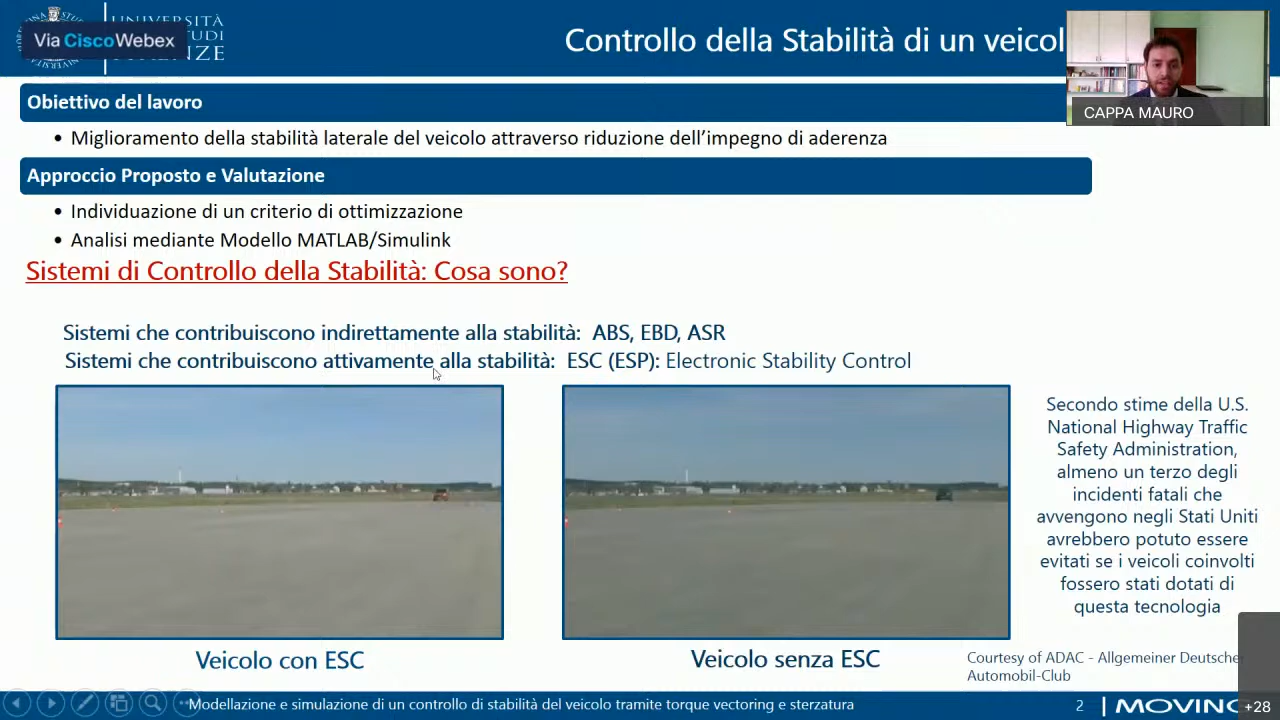 Via Cisco Webex
UNIVERSITÀ
STUDI
Controllo della Stabilità di un veicol
CAPPA MAURO
Obiettivo del lavoro
• Miglioramento della stabilità laterale del veicolo attraverso riduzione dell’impegno di aderenza
Approccio Proposto e Valutazione
• Individuazione di un criterio di ottimizzazione
• Analisi mediante Modello MATLAB/Simulink
Sistemi di Controllo della Stabilità: Cosa sono?
Sistemi che contribuiscono indirettamente alla stabilità: ABS, EBD, ASR
Sistemi che contribuiscono attivamente alla stabilità: ESC (ESP): Electronic Stability Control
Secondo stime della U.S.
National Highway Traffic
Safety Administration,
almeno un terzo degli
incidenti fatali che
avvengono negli Stati Uniti
avrebbero potuto essere
evitati se i veicoli coinvolti
fossero stati dotati di
questa tecnologia
Veicolo con ESC
Veicolo senza ESC
Courtesy of ADAC - Allgemeiner Deutscher
Automobil-Club
Modellazione e simulazione di un controllo di stabilità del veicolo tramite torque vectoring e sterzatura
2
MOVING
+28